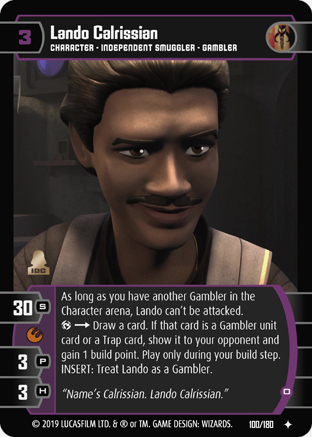 3
Lando Calrissian
CHARACTER • INDEPENDENT SMUGGLER • GAMBLER
100
30 S
3 P
3 H
As long as you have another Gambler in the
Character arena, Lando can't be attacked.
Draw a card. If that card is a Gambler unit
card or a Trap card, show it to your opponent and
gain 1 build point. Play only during your build step.
INSERT: Treat Lando as a Gambler.
"Name's Calrissian. Lando Calrissian."
© 2019 LUCASFILM LTD. & ® or TM. GAME DESIGN: WIZARDS.
100/180